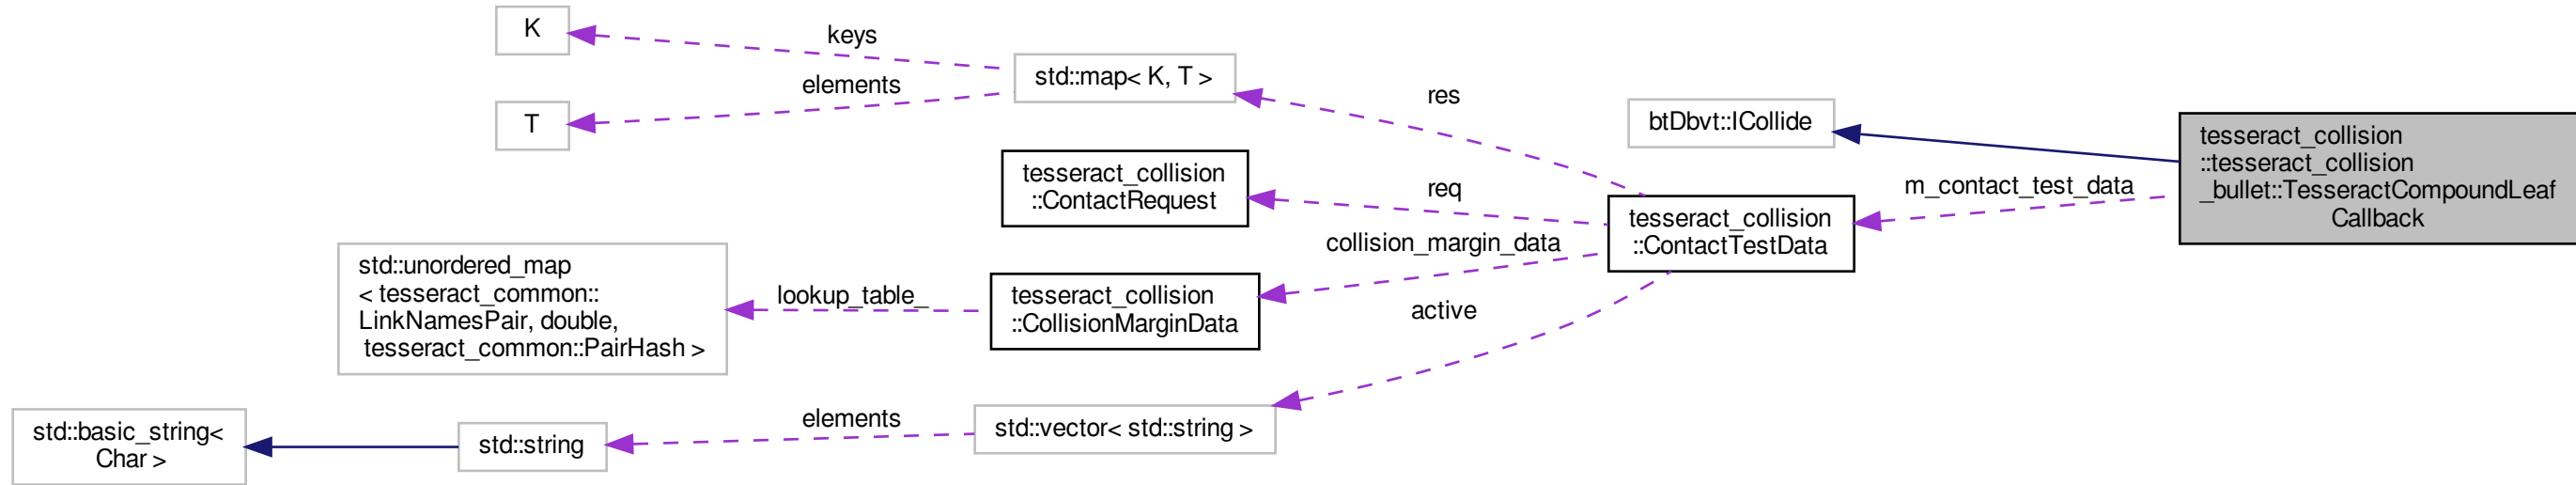 K
keys
std::map< K, T >
elements
T
res
btDbvt::ICollide
tesseract_collision
::tesseract_collision
_bullet::TesseractCompoundLeaf
Callback
tesseract_collision
::ContactRequest
req
m_contact_test_data
tesseract_collision
::ContactTestData
collision_margin_data
std::unordered_map
< tesseract_common::
LinkNamesPair, double,
tesseract_common::PairHash >
lookup_table_
tesseract_collision
::CollisionMarginData
active
std::basic_string<
Char >
std::string
elements
std::vector< std::string >